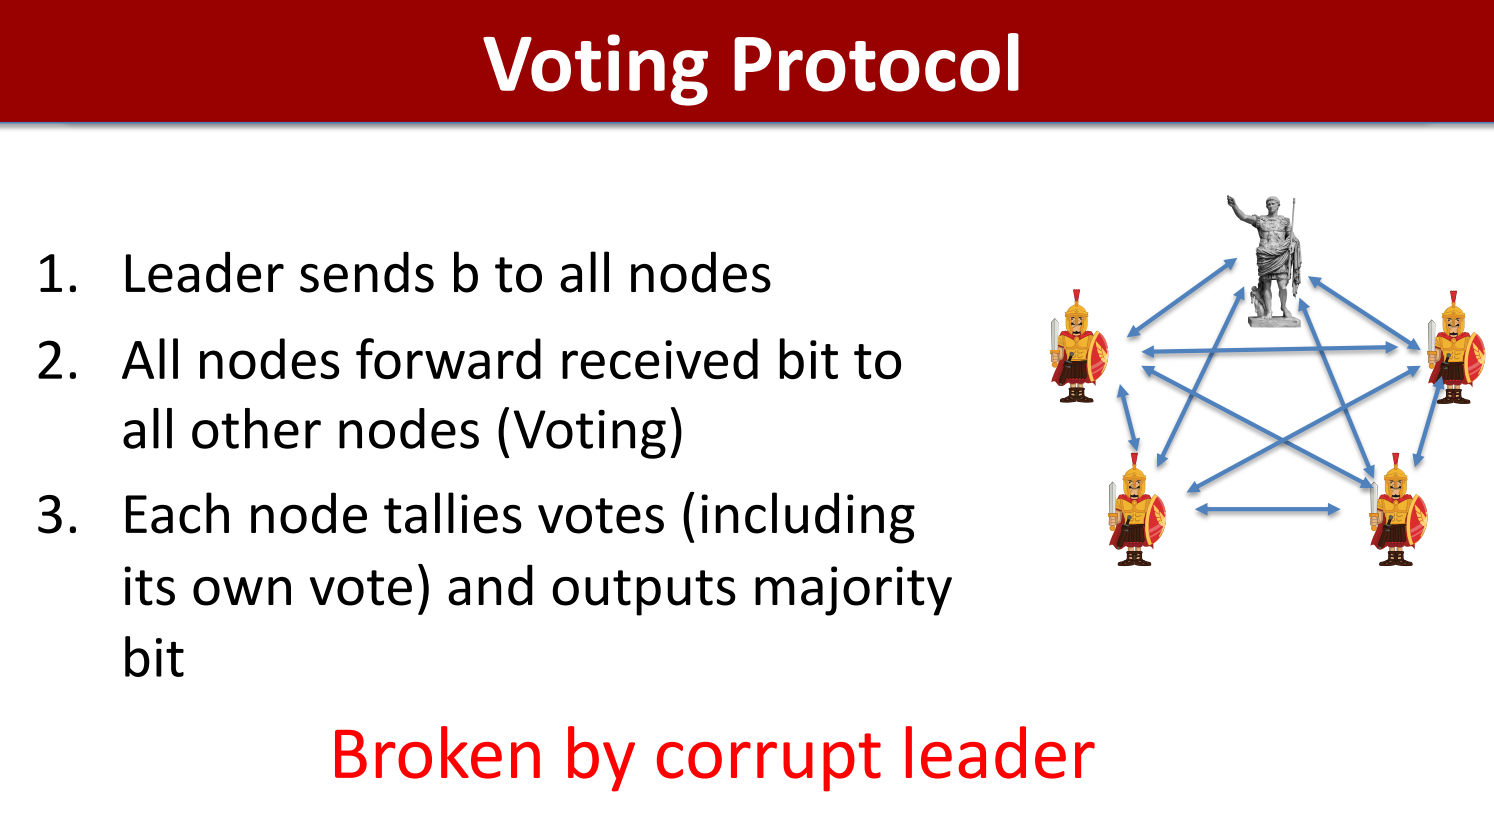 Voting Protocol
1. Leader sends b to all nodes
2. All nodes forward received bit to
all other nodes (Voting)
3. Each node tallies votes (including
its own vote) and outputs majority
bit
Broken by corrupt leader